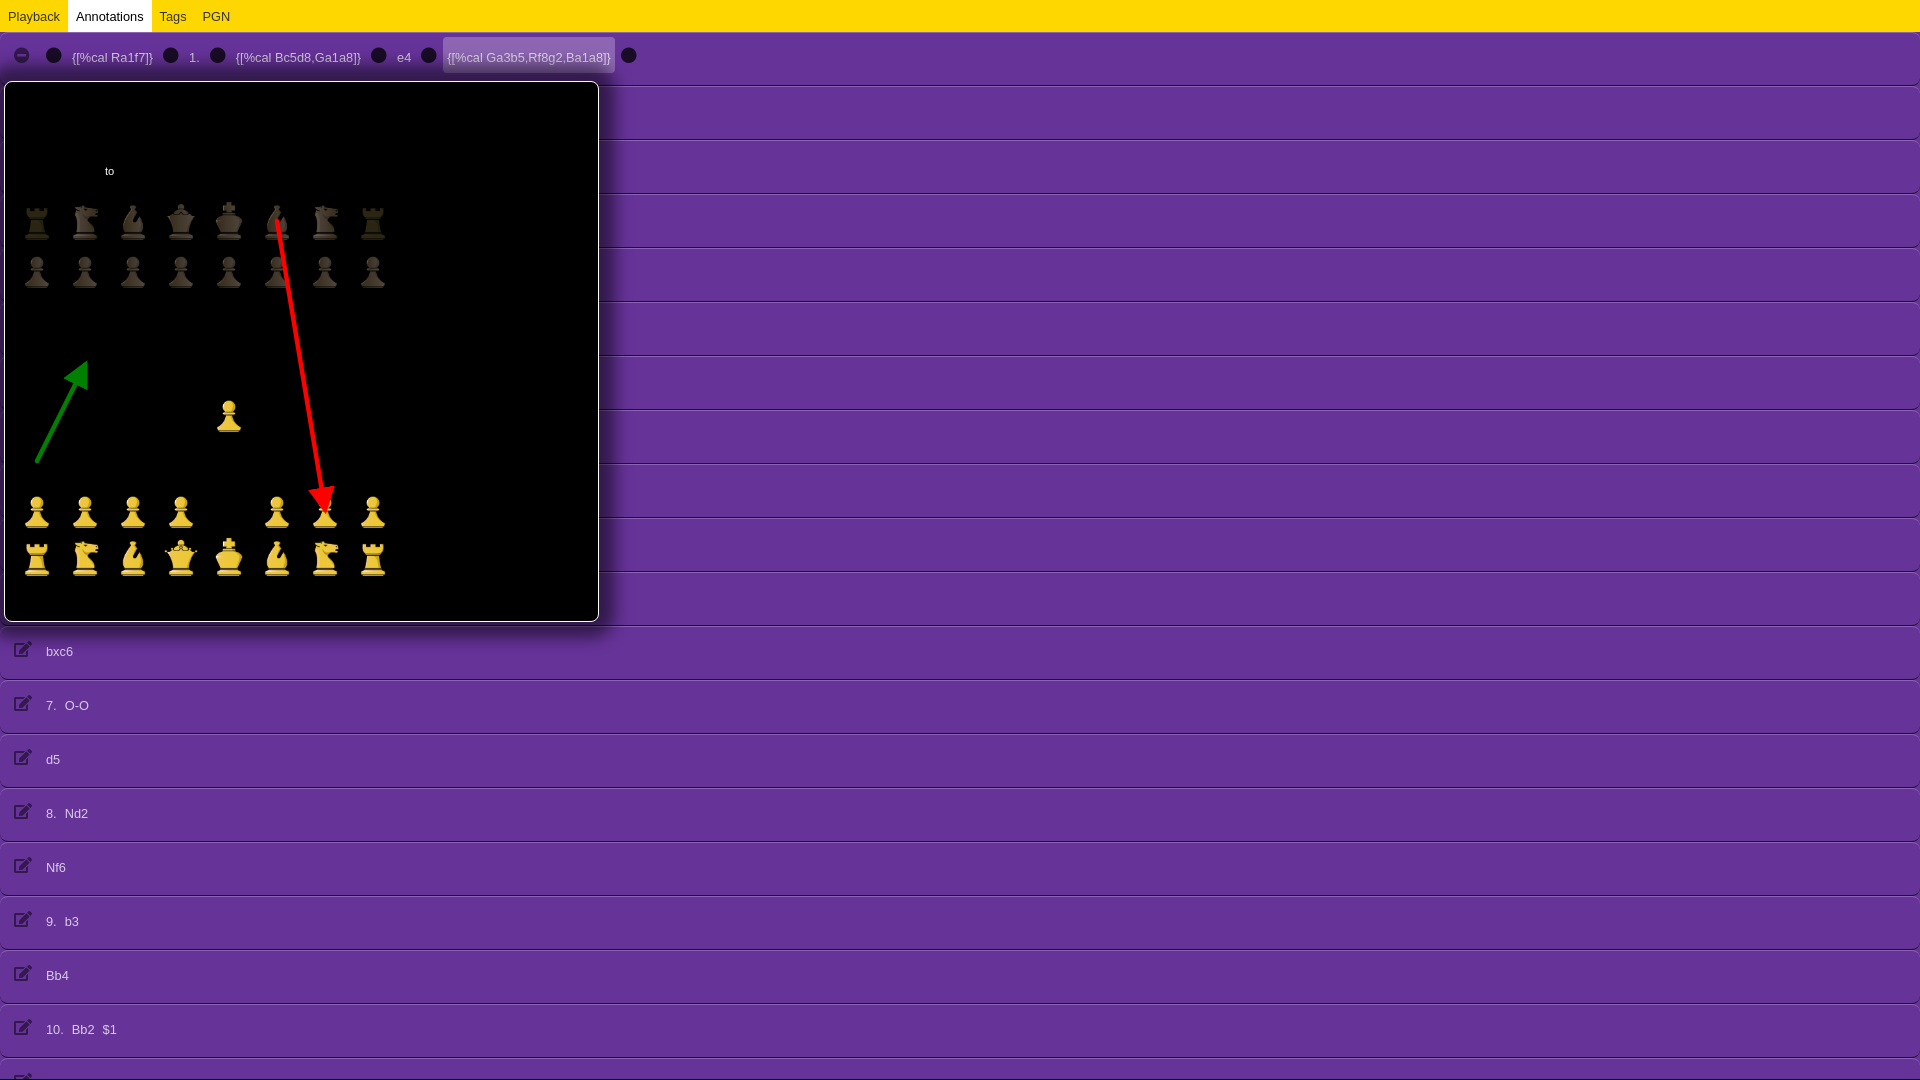 Playback Annotations Tags PGN
{[%cal Ra1f7]} 1. {[%cal Bc5d8,Ga1a8]} e4 {[%cal Ga3b5,Rf8g2,Ba1a8]}
to
bxc6
7. O-O
d5
8. Nd2
Nf6
9. b3
Bb4
10. Bb2 $1